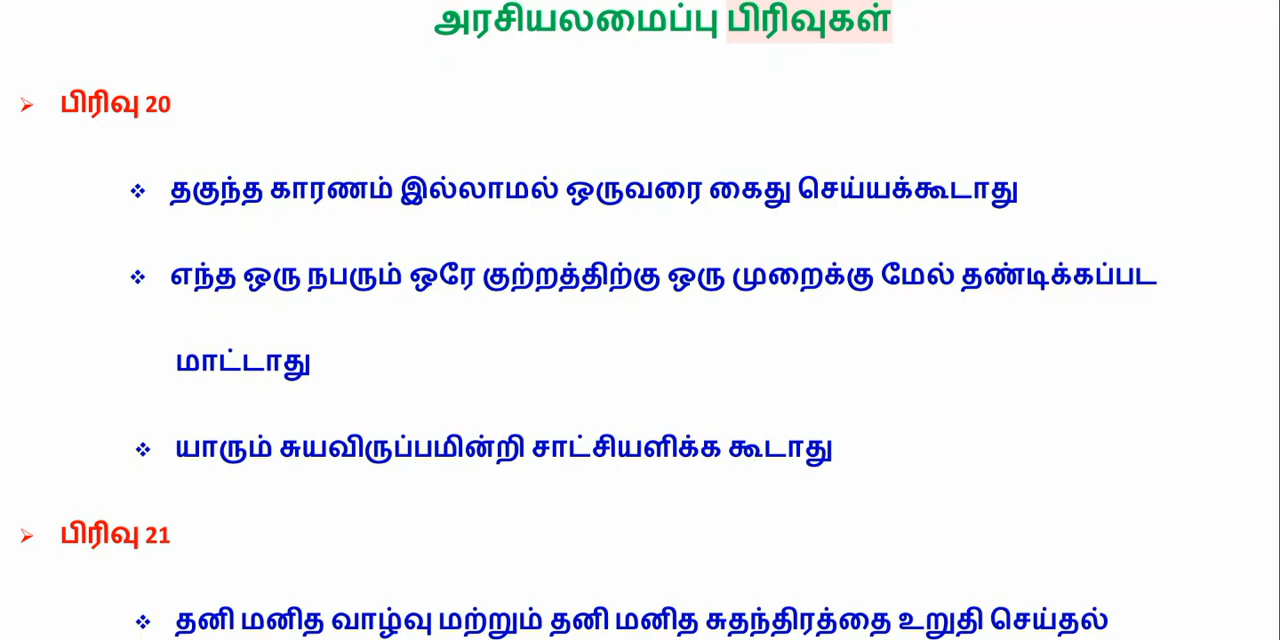 அரசியலமைப்பு பிரிவுகள்
பிரிவு 20
தகுந்த காரணம் இல்லாமல் ஒருவரை கைது செய்யக்கூடாது
எந்த ஒரு நபரும் ஒரே குற்றத்திற்கு ஒரு முறைக்கு மேல் தண்டிக்கப்பட
மாட்டாது
யாரும் சுயவிருப்பமின்றி சாட்சியளிக்க கூடாது
பிரிவு 21
தனி மனித வாழ்வு மற்றும் தனி மனித சுதந்திரத்தை உறுதி செய்தல்